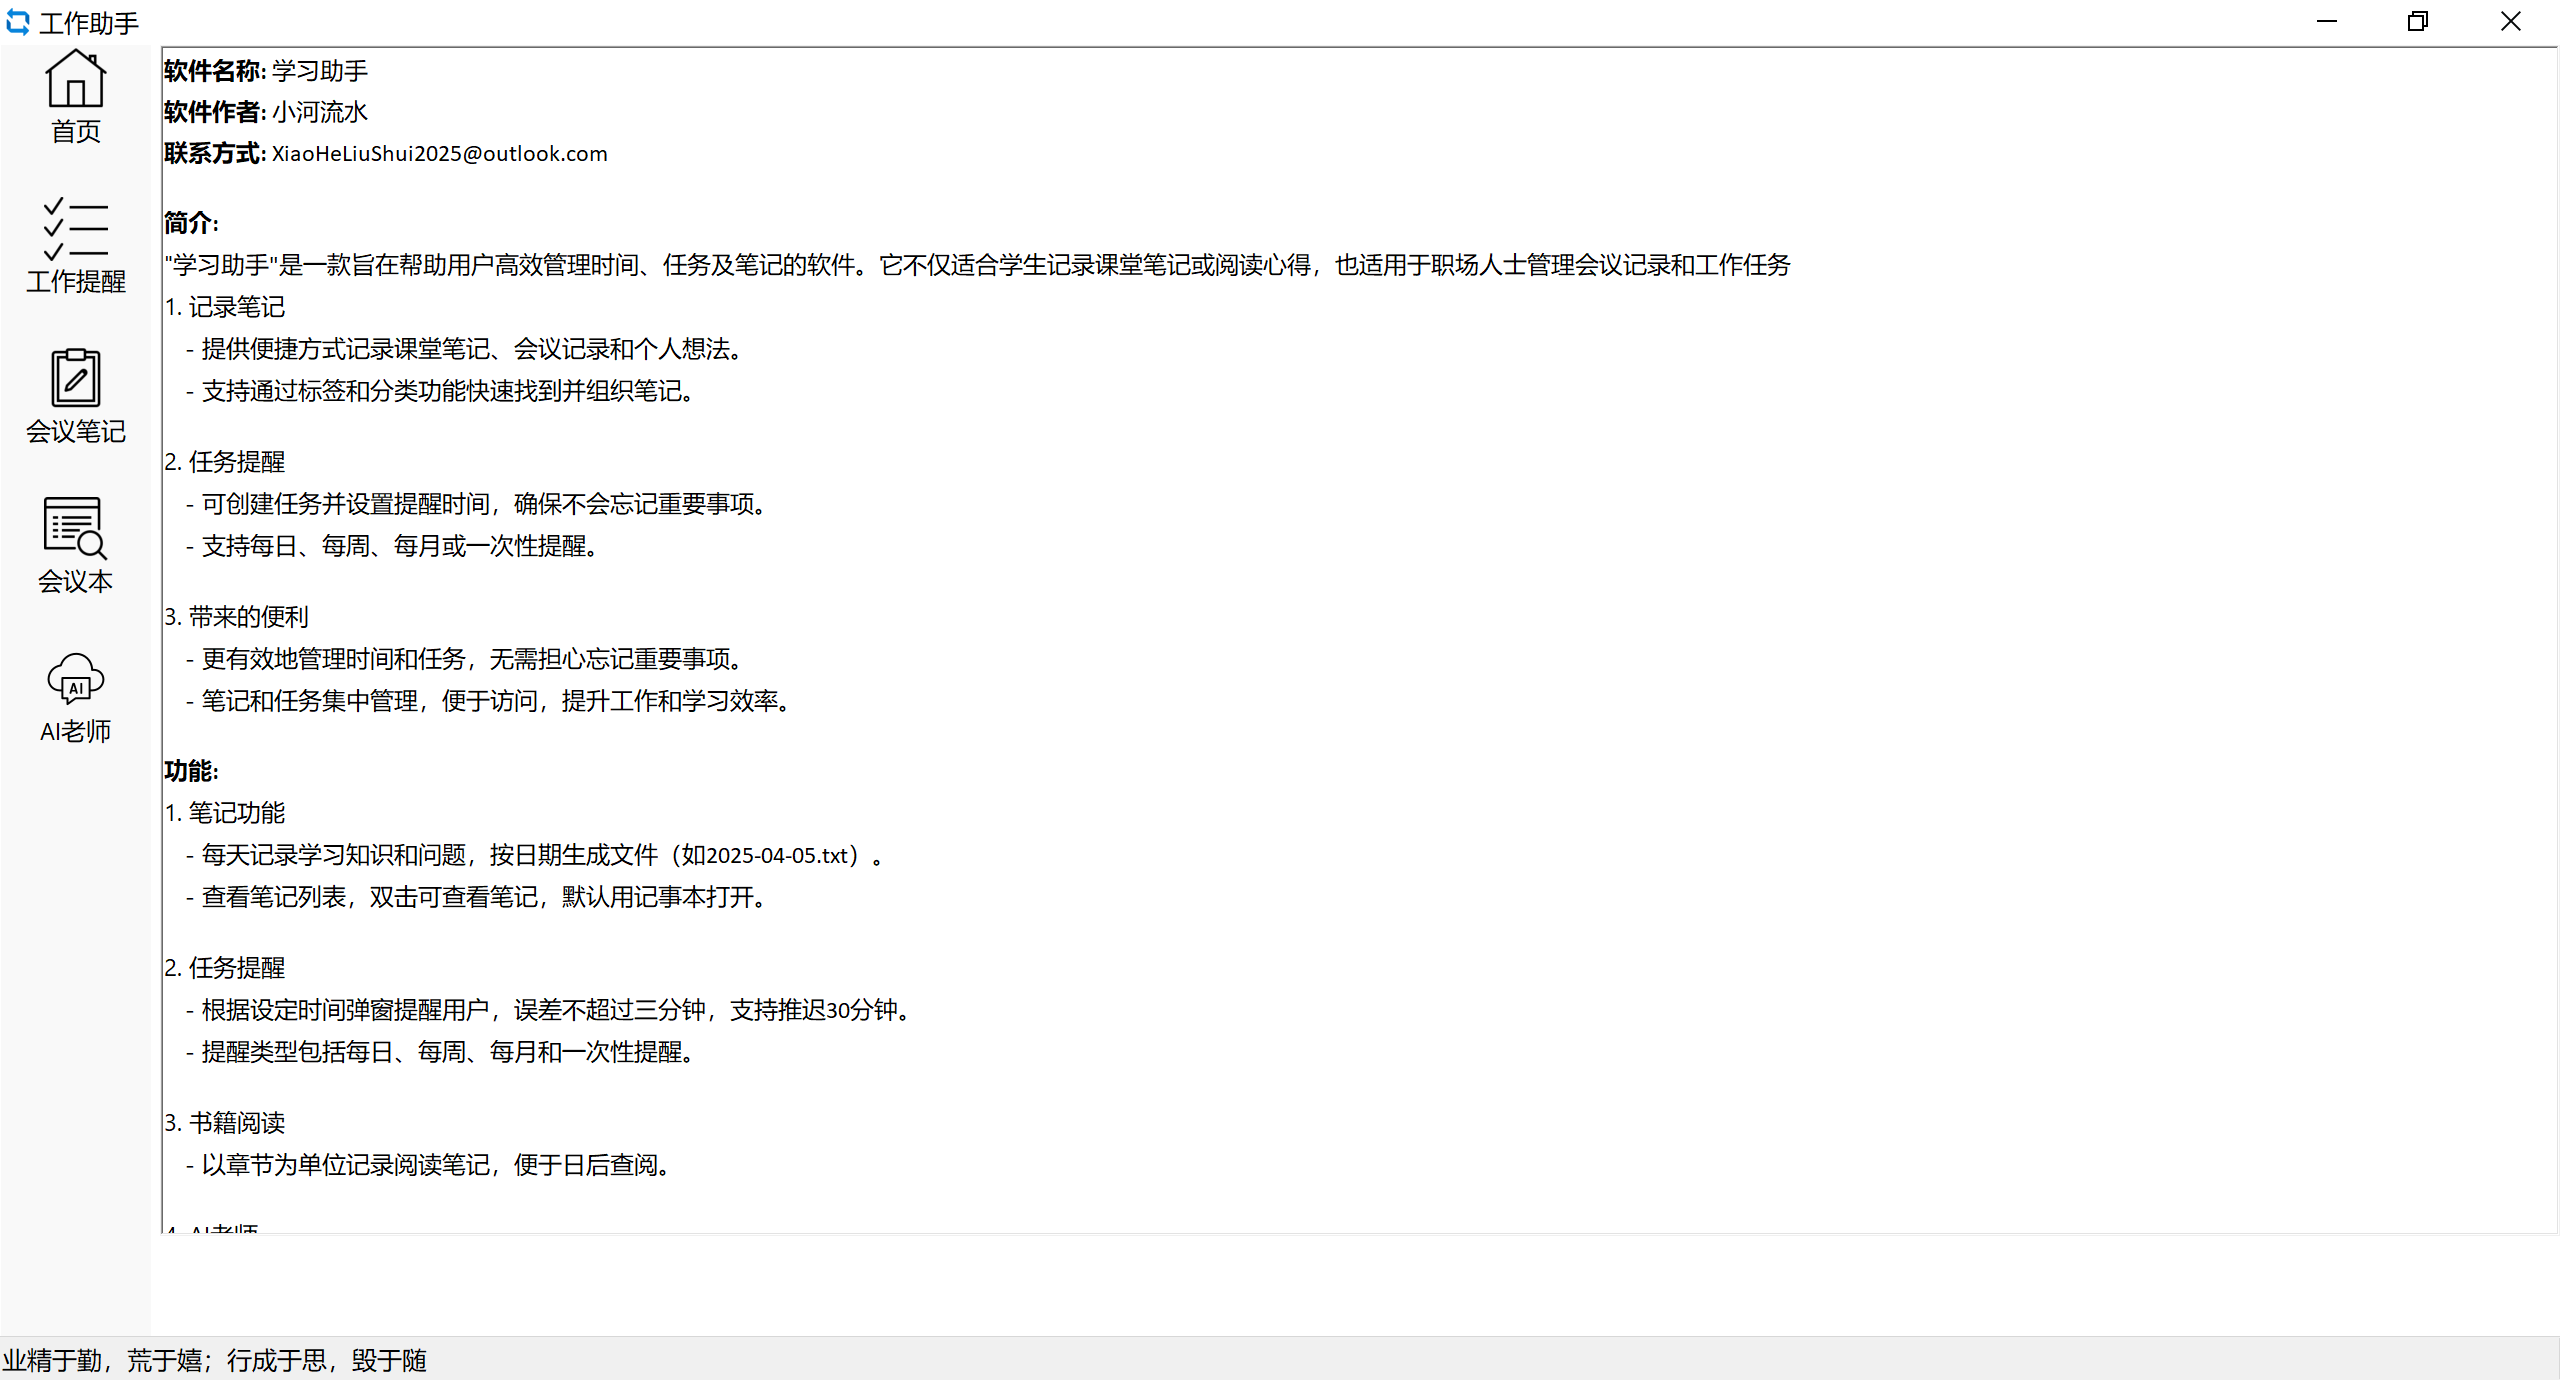 工作助手
首页
工作提醒
会议笔记
会议本
AI
AI老师
软件名称: 学习助手
软件作者: 小河流水
联系方式: XiaoHeLiuShui2025@outlook.com
简介:
"学习助手"是一款旨在帮助用户高效管理时间、任务及笔记的软件。它不仅适合学生记录课堂笔记或阅读心得，也适用于职场人士管理会议记录和工作任务
1. 记录笔记
- 提供便捷方式记录课堂笔记、会议记录和个人想法。
- 支持通过标签和分类功能快速找到并组织笔记。
2. 任务提醒
- 可创建任务并设置提醒时间，确保不会忘记重要事项。
- 支持每日、每周、每月或一次性提醒。
3. 带来的便利
- 更有效地管理时间和任务，无需担心忘记重要事项。
- 笔记和任务集中管理，便于访问，提升工作和学习效率。
功能:
1. 笔记功能
- 每天记录学习知识和问题，按日期生成文件（如2025-04-05.txt）。
- 查看笔记列表，双击可查看笔记，默认用记事本打开。
2. 任务提醒
- 根据设定时间弹窗提醒用户，误差不超过三分钟，支持推迟30分钟。
- 提醒类型包括每日、每周、每月和一次性提醒。
3. 书籍阅读
- 以章节为单位记录阅读笔记，便于日后查阅。
4. AI老师
业精于勤，荒于嬉；行成于思，毁于随